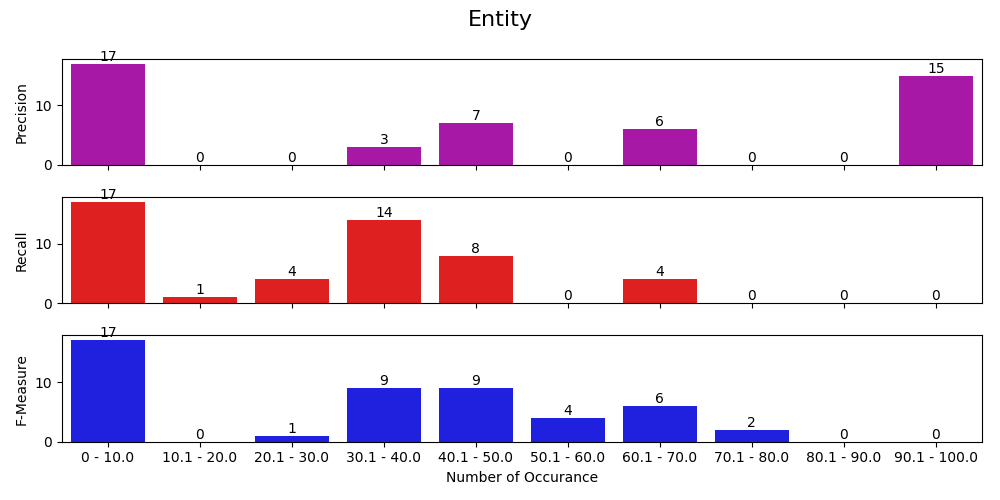 Entity
Precision
10
0
17 0 0 3 7 0 6 0 0 15
Recall
10
0
17 1 4 14 8 0 4 0 0 0
F-Measure
10
0
17 0 1 9 9 4 6 2 0 0
0 - 10.0 10.1 - 20.0 20.1 - 30.0 30.1 - 40.0 40.1 - 50.0 50.1 - 60.0 60.1 - 70.0 70.1 - 80.0 80.1 - 90.0 90.1 - 100.0
Number of Occurance